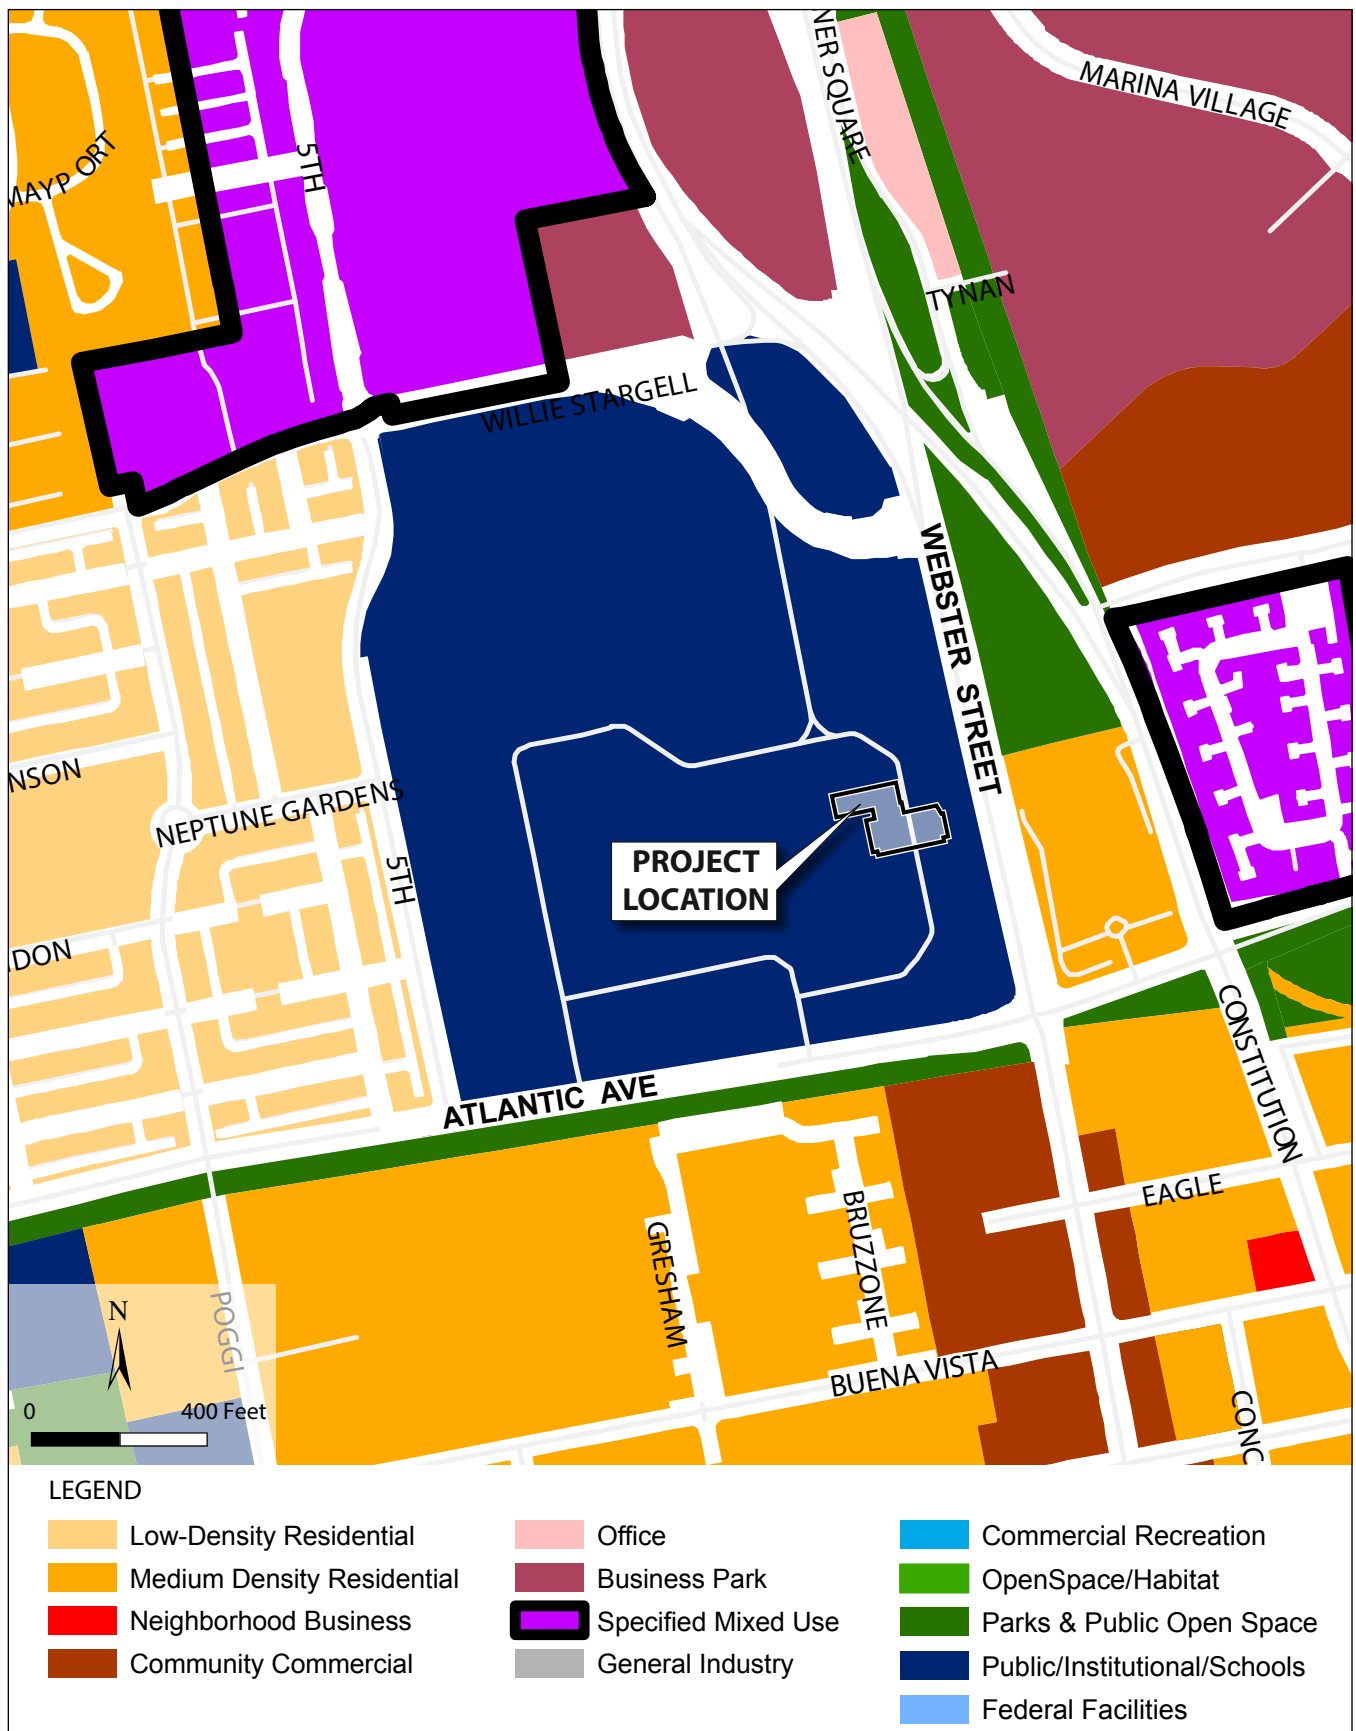 NER SQUARE
MARINA VILLAGE
MAYP ORT
5TH
TYNAN
WILLIE STARGELL
WEBSTER STREET
NSON
NEPTUNE GARDENS
5TH
PROJECT
LOCATION
DON
CONSTITUTION
ATLANTIC AVE
EAGLE
GRESHAM
BRUZZONE
POGGI
BUENA VISTA
CONC
N
0 400 Feet
LEGEND
Low-Density Residential
Medium Density Residential
Neighborhood Business
Community Commercial
Office
Business Park
Specified Mixed Use
General Industry
Commercial Recreation
OpenSpace/Habitat
Parks & Public Open Space
Public/Institutional/Schools
Federal Facilities